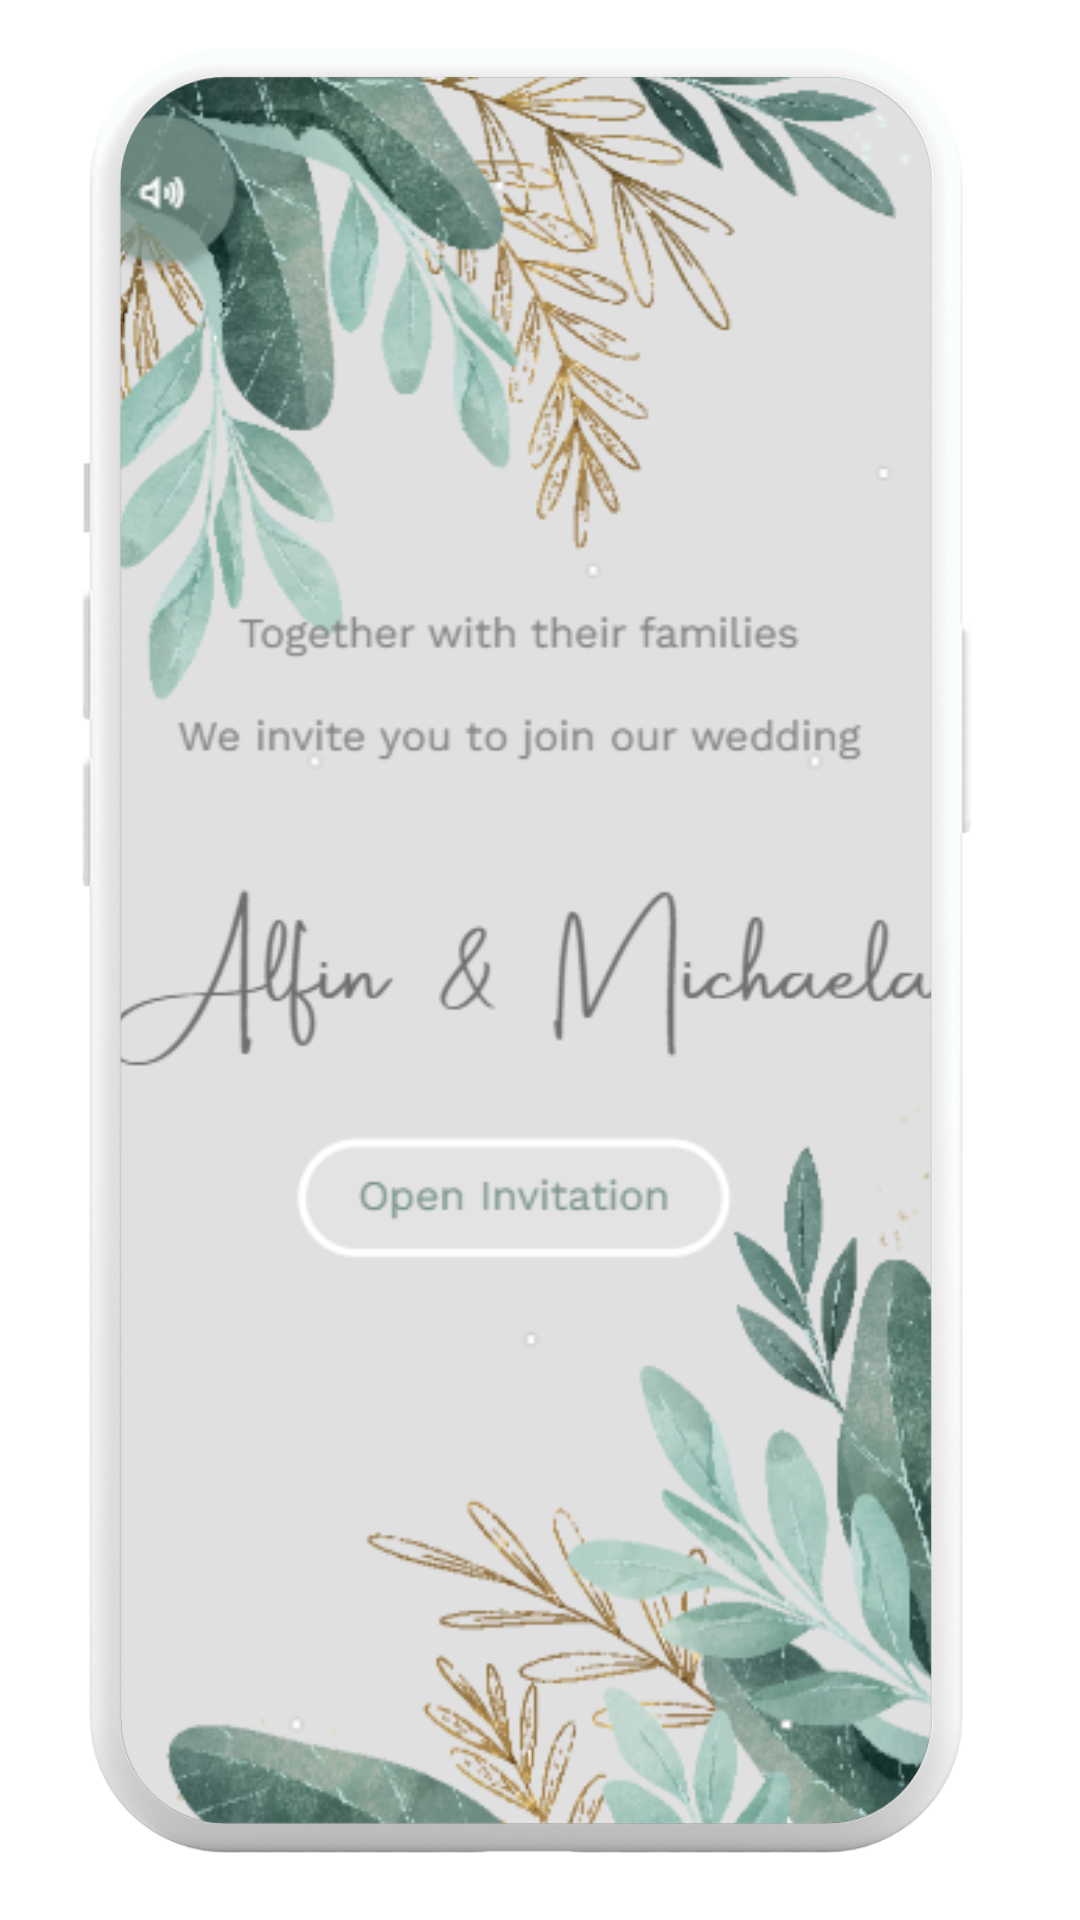 Together with their families
We invite you to join our wedding
Alfin & Michaela
Open Invitation